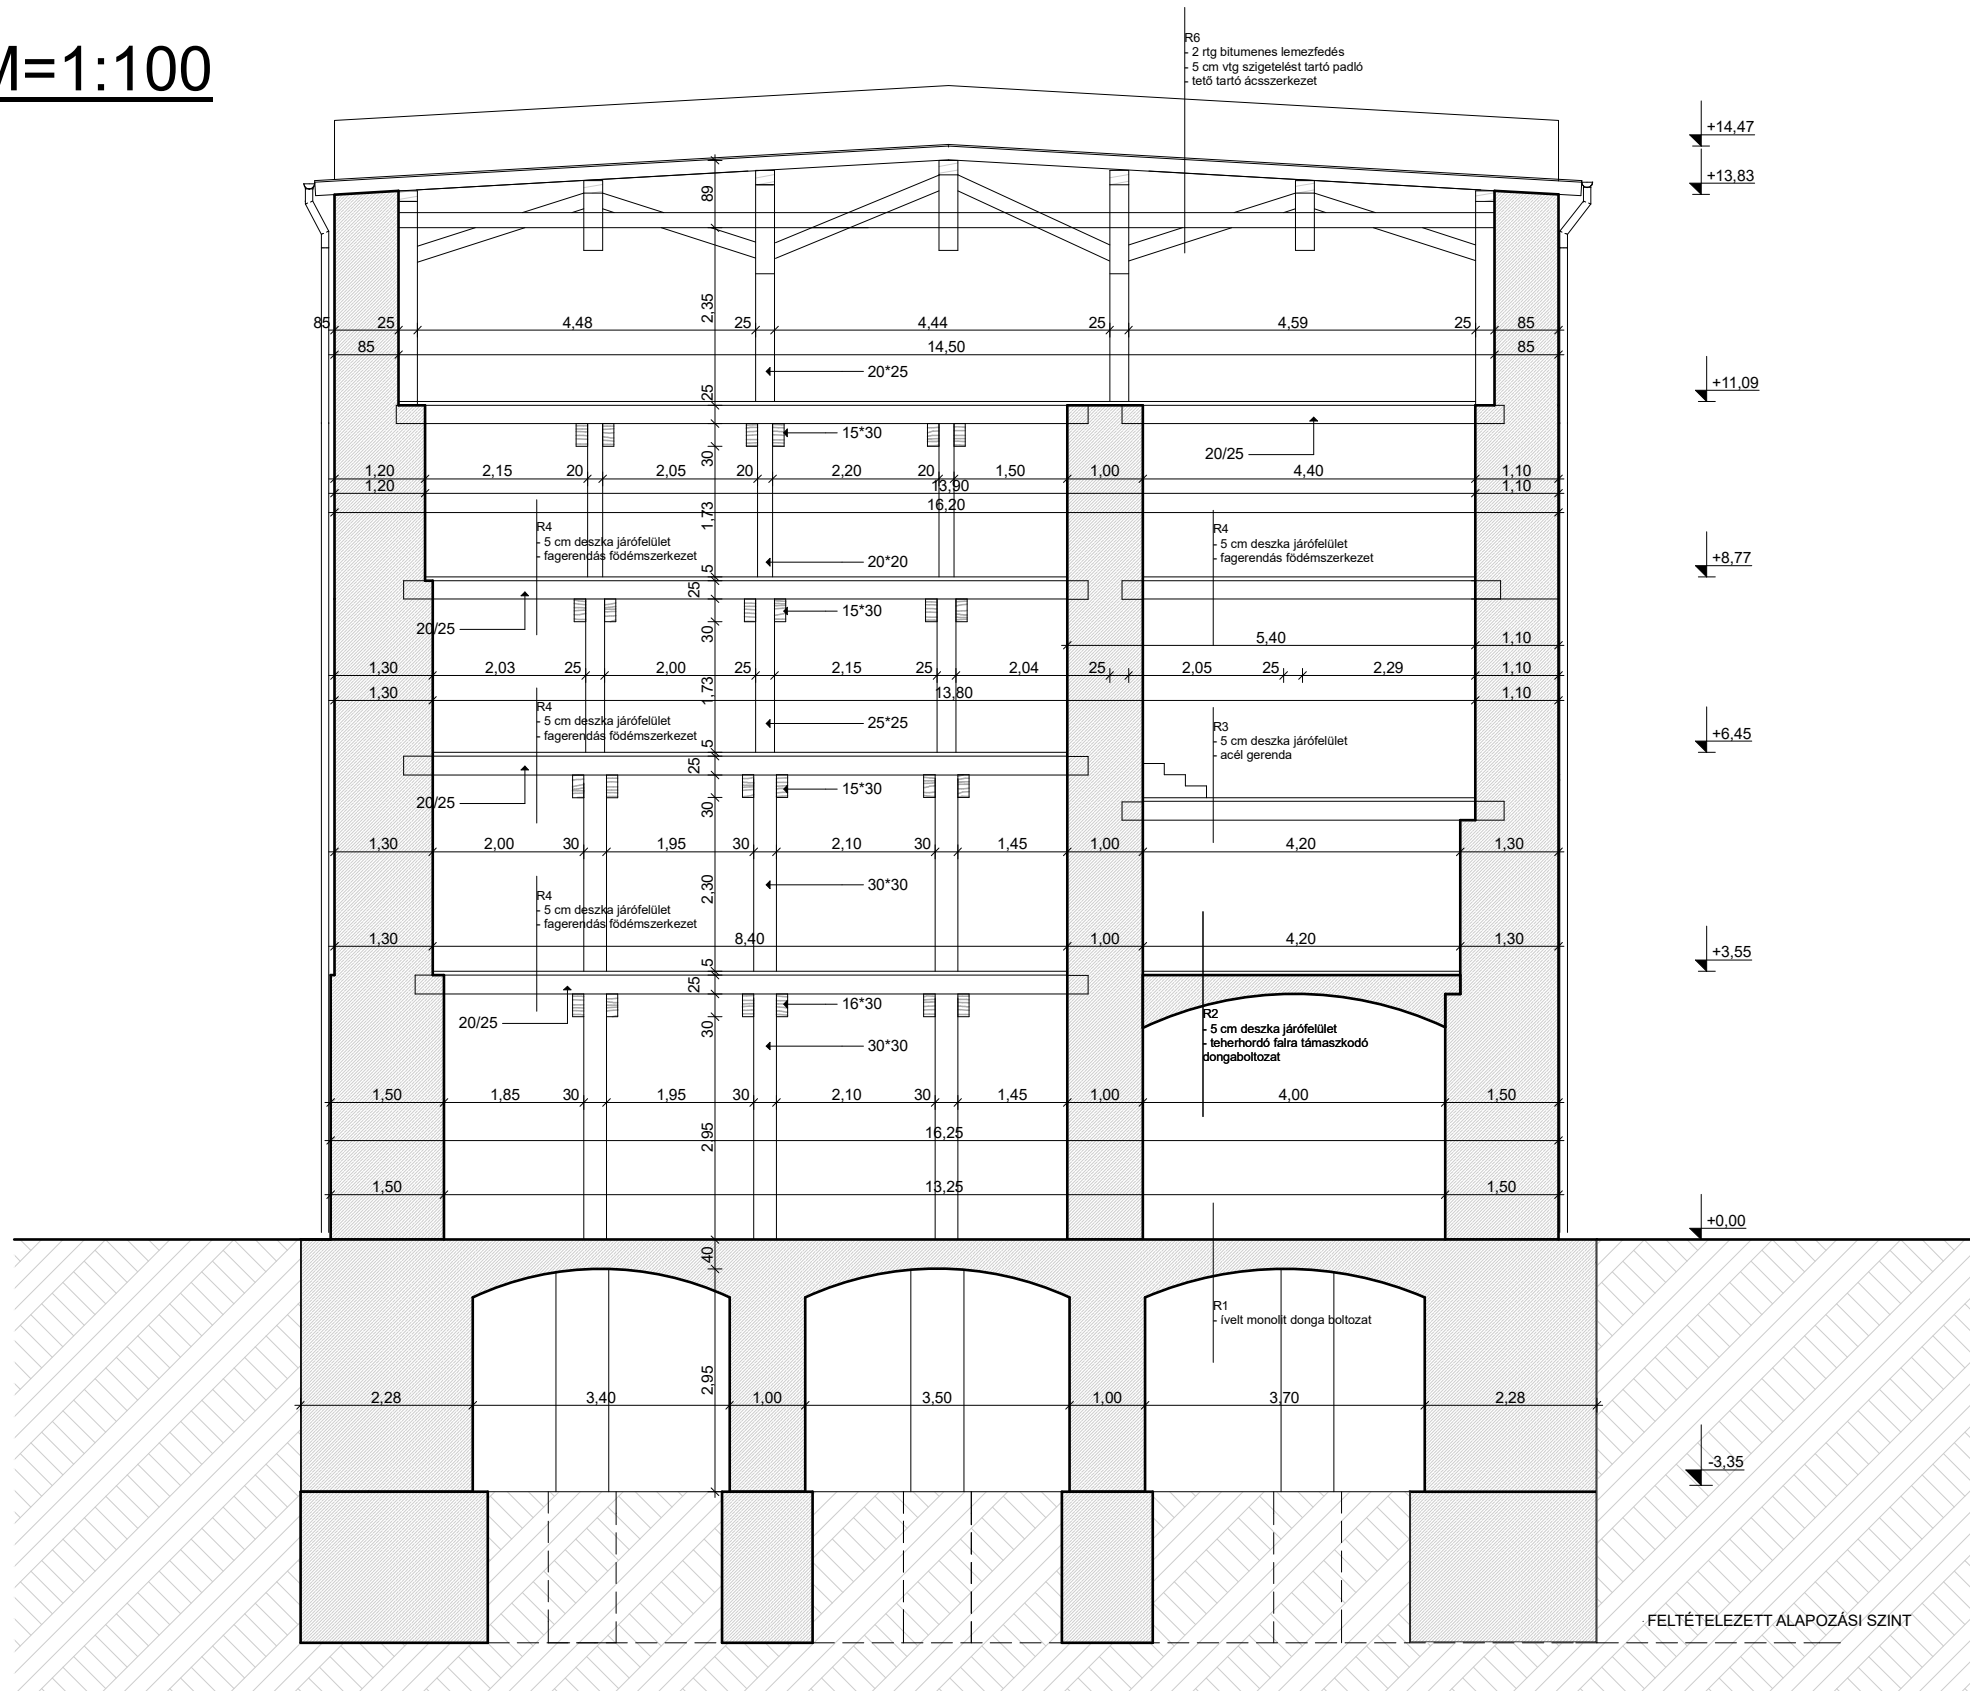 M=1:100
R6
- 2 rtg bitumenes lemezfedés
- 5 cm vtg szigetelést tartó padló
- tető tartó ácsszerkezet
+14,47
+13,83
89
2,35
85 25 4,48 25 4,44 25 4,59 25 85
85 14,50 85
20*25
+11,09
25
15*30
20/25
30
1,20 2,15 20 2,05 20 2,20 20 1,50 1,00 4,40 1,10
1,20 13,90 1,10
16,20
1,73
R4
- 5 cm deszka járófelület
- fagerendás födémszerkezet
R4
- 5 cm deszka járófelület
- fagerendás födémszerkezet
20*20
+8,77
5
25
15*30
20/25
30
5,40 1,10
1,30 2,03 25 2,00 25 2,15 25 2,04 25 2,05 25 2,29 1,10
1,30 13,80 1,10
1,73
R4
- 5 cm deszka járófelület
- fagerendás födémszerkezet
25*25
R3
- 5 cm deszka járófelület
- acél gerenda
+6,45
5
25
15*30
20/25
30
1,30 2,00 30 1,95 30 2,10 30 1,45 1,00 4,20 1,30
2,30
30*30
R4
- 5 cm deszka járófelület
- fagerendás födémszerkezet
1,30 8,40 1,00 4,20 1,30
+3,55
5
25
16*30
20/25
30
30*30
R2
- 5 cm deszka járófelület
- teherhordó falra támaszkodó
dongaboltozat
1,50 1,85 30 1,95 30 2,10 30 1,45 1,00 4,00 1,50
2,95
16,25
1,50 13,25 1,50
+0,00
40
R1
- ívelt monolit donga boltozat
2,95
2,28 3,40 1,00 3,50 1,00 3,70 2,28
-3,35
FELTÉTELEZETT ALAPOZÁSI SZINT